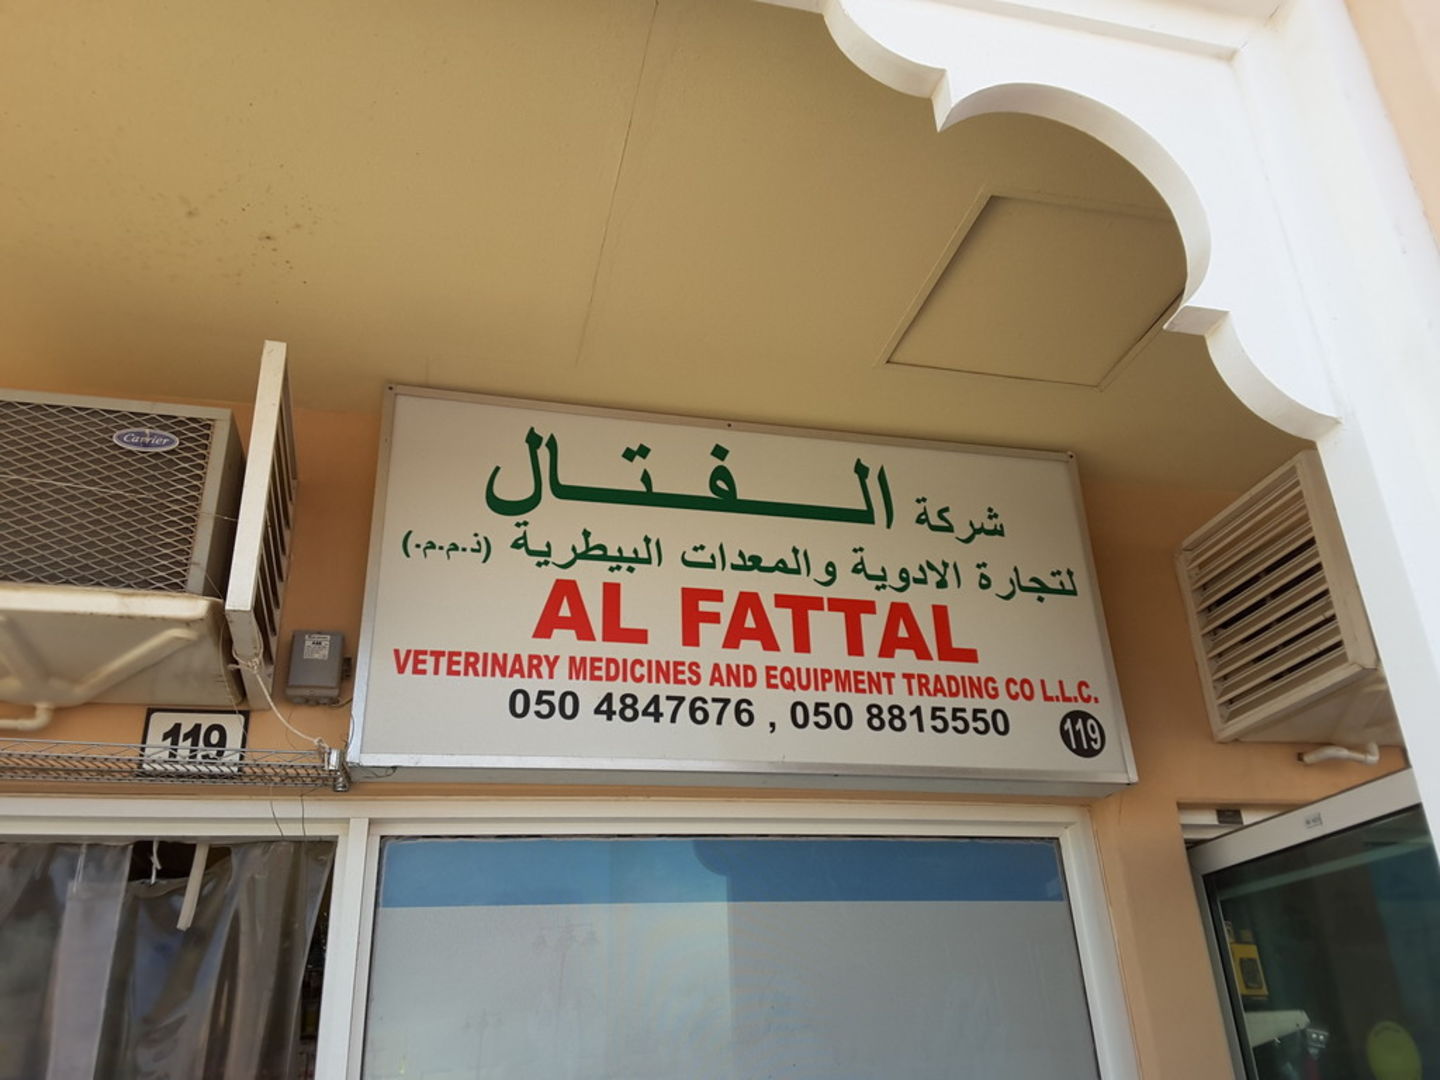 شركة الفتال
لتجارة الادوية والمعدات البيطرية (ذ.م.م.)
AL FATTAL
VETERINARY MEDICINES AND EQUIPMENT TRADING CO L.L.C.
050 4847676 , 050 8815550
119
119
Carrier